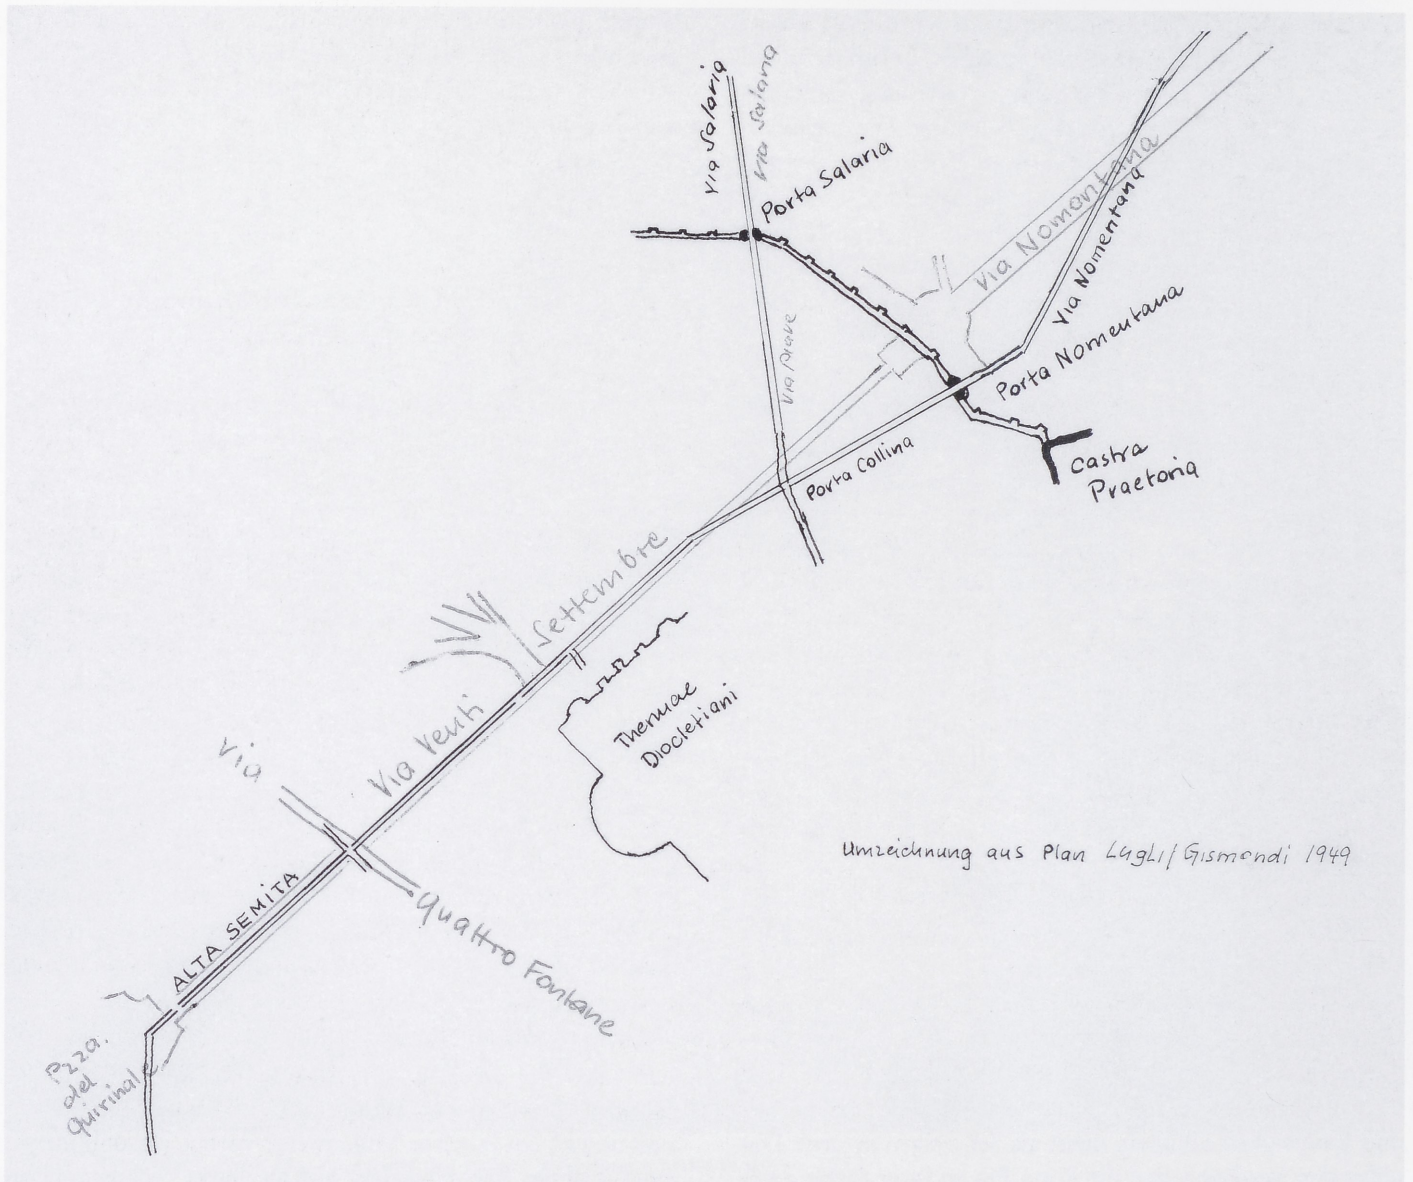 Via Salaria
Via Salaria
Porta Salaria
Via Nomentana
Via Nomentana
Porta Nomentana
Via Piave
Porta Collina
Castra
Praetoria
Via Venti Settembre
Thermae
Diocletiani
Umzeichnung aus Plan Lugli/Gismondi 1949
Via
Quattro Fontane
ALTA SEMITA
Pzza.
del
Quirinale